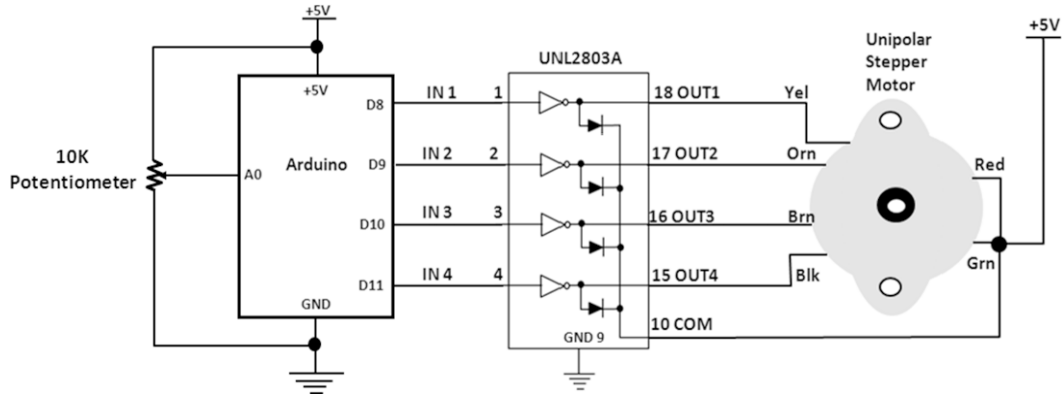 +5V
10K
Potentiometer
+5V
A0
Arduino
D8
D9
D10
D11
GND
IN 1
IN 2
IN 3
IN 4
UNL2803A
1
2
3
4
GND 9
18 OUT1
17 OUT2
16 OUT3
15 OUT4
10 COM
Yel
Orn
Brn
Blk
Unipolar
Stepper
Motor
Red
Grn
+5V